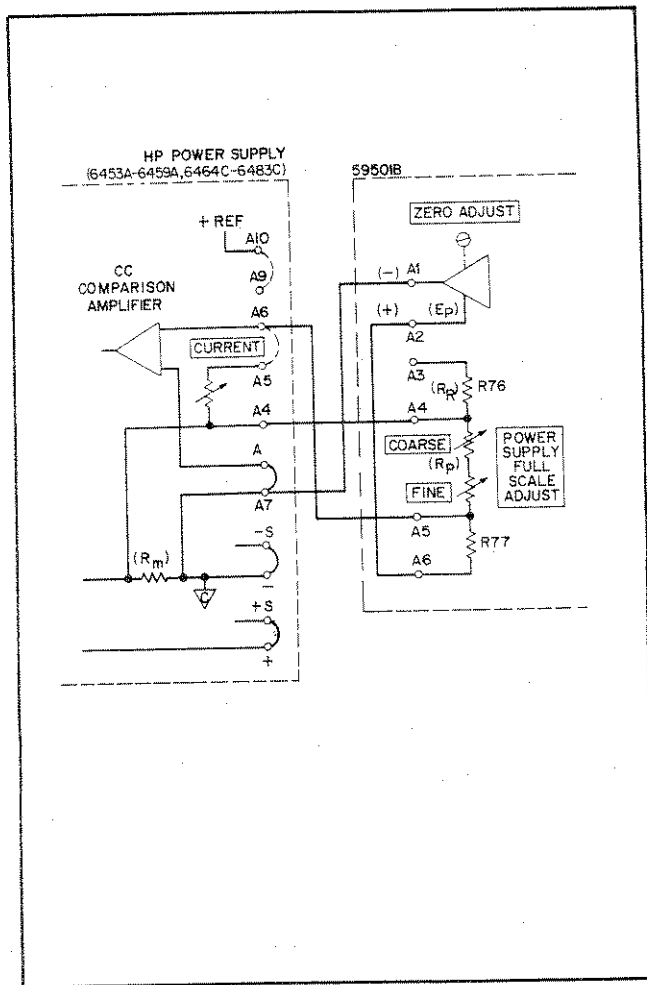 HP POWER SUPPLY
(6453A-6459A,6464C-6483C)
59501B
ZERO ADJUST
+ REF
A10
A9
CC
COMPARISON
AMPLIFIER
A6
CURRENT
A5
A4
A
A7
-S
(Rm)
-
C
+S
+
(-) A1
(+) (Ep)
A2
A3
(RR) R76
A4
COARSE
(Rp)
POWER
SUPPLY
FULL
SCALE
ADJUST
FINE
A5
R77
A6